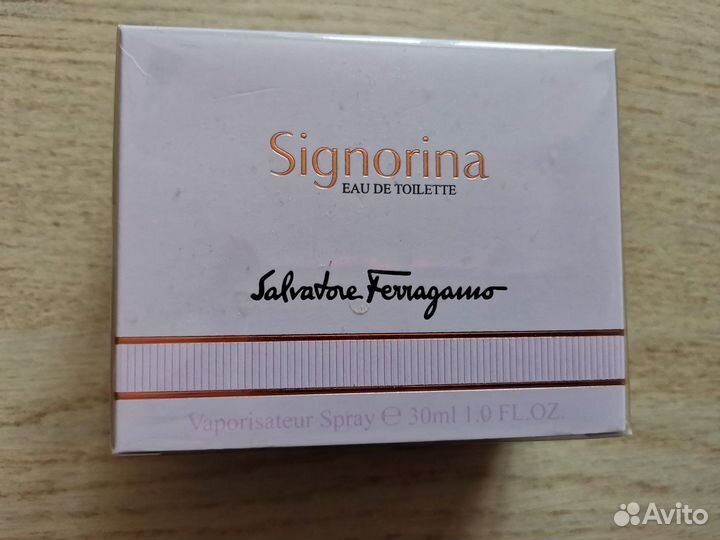 Signorina
EAU DE TOILETTE
Salvatore Ferragamo
Vaporisateur Spray ℮ 30ml 1.0 FL.OZ.
Avito